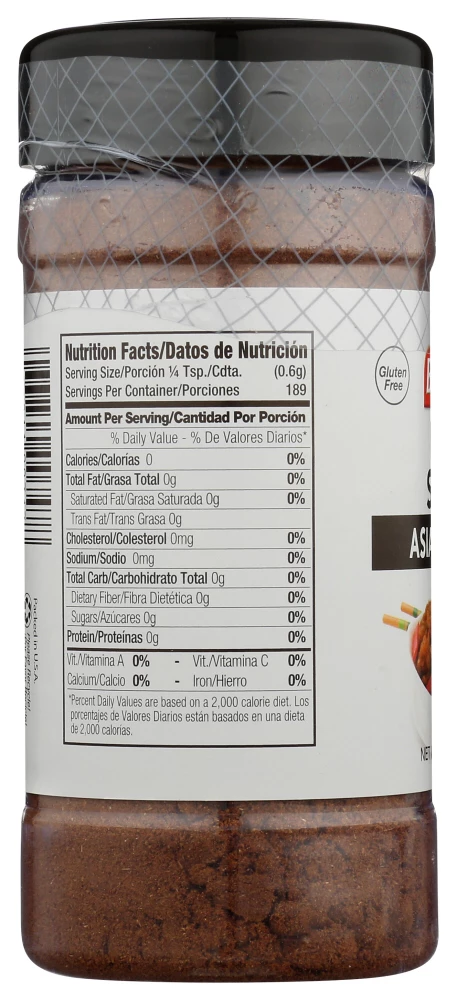 Nutrition Facts/Datos de Nutrición
Serving Size/Porción ¼ Tsp./Cdta. (0.6g)
Servings Per Container/Porciones 189
Amount Per Serving/Cantidad Por Porción
% Daily Value - % De Valores Diarios*
Calories/Calorias 0 0%
Total Fat/Grasa Total 0g 0%
Saturated Fat/Grasa Saturada 0g 0%
Trans Fat/Trans Grasa 0g
Cholesterol/Colesterol 0mg 0%
Sodium/Sodio 0mg 0%
Total Carb/Carbohidrato Total 0g 0%
Dietary Fiber/Fibra Dietética 0g 0%
Sugars/Azúcares 0g 0%
Protein/Proteínas 0g 0%
Vit./Vitamina A 0% - Vit./Vitamina C 0%
Calcium/Calcio 0% - Iron/Hierro 0%
*Percent Daily Values are based on a 2,000 calorie diet. Los
porcentajes de Valores Diarios están basados en una dieta
de 2,000 calorias.
Gluten
Free
S
ASIA
NET
Packed in U.S.A.